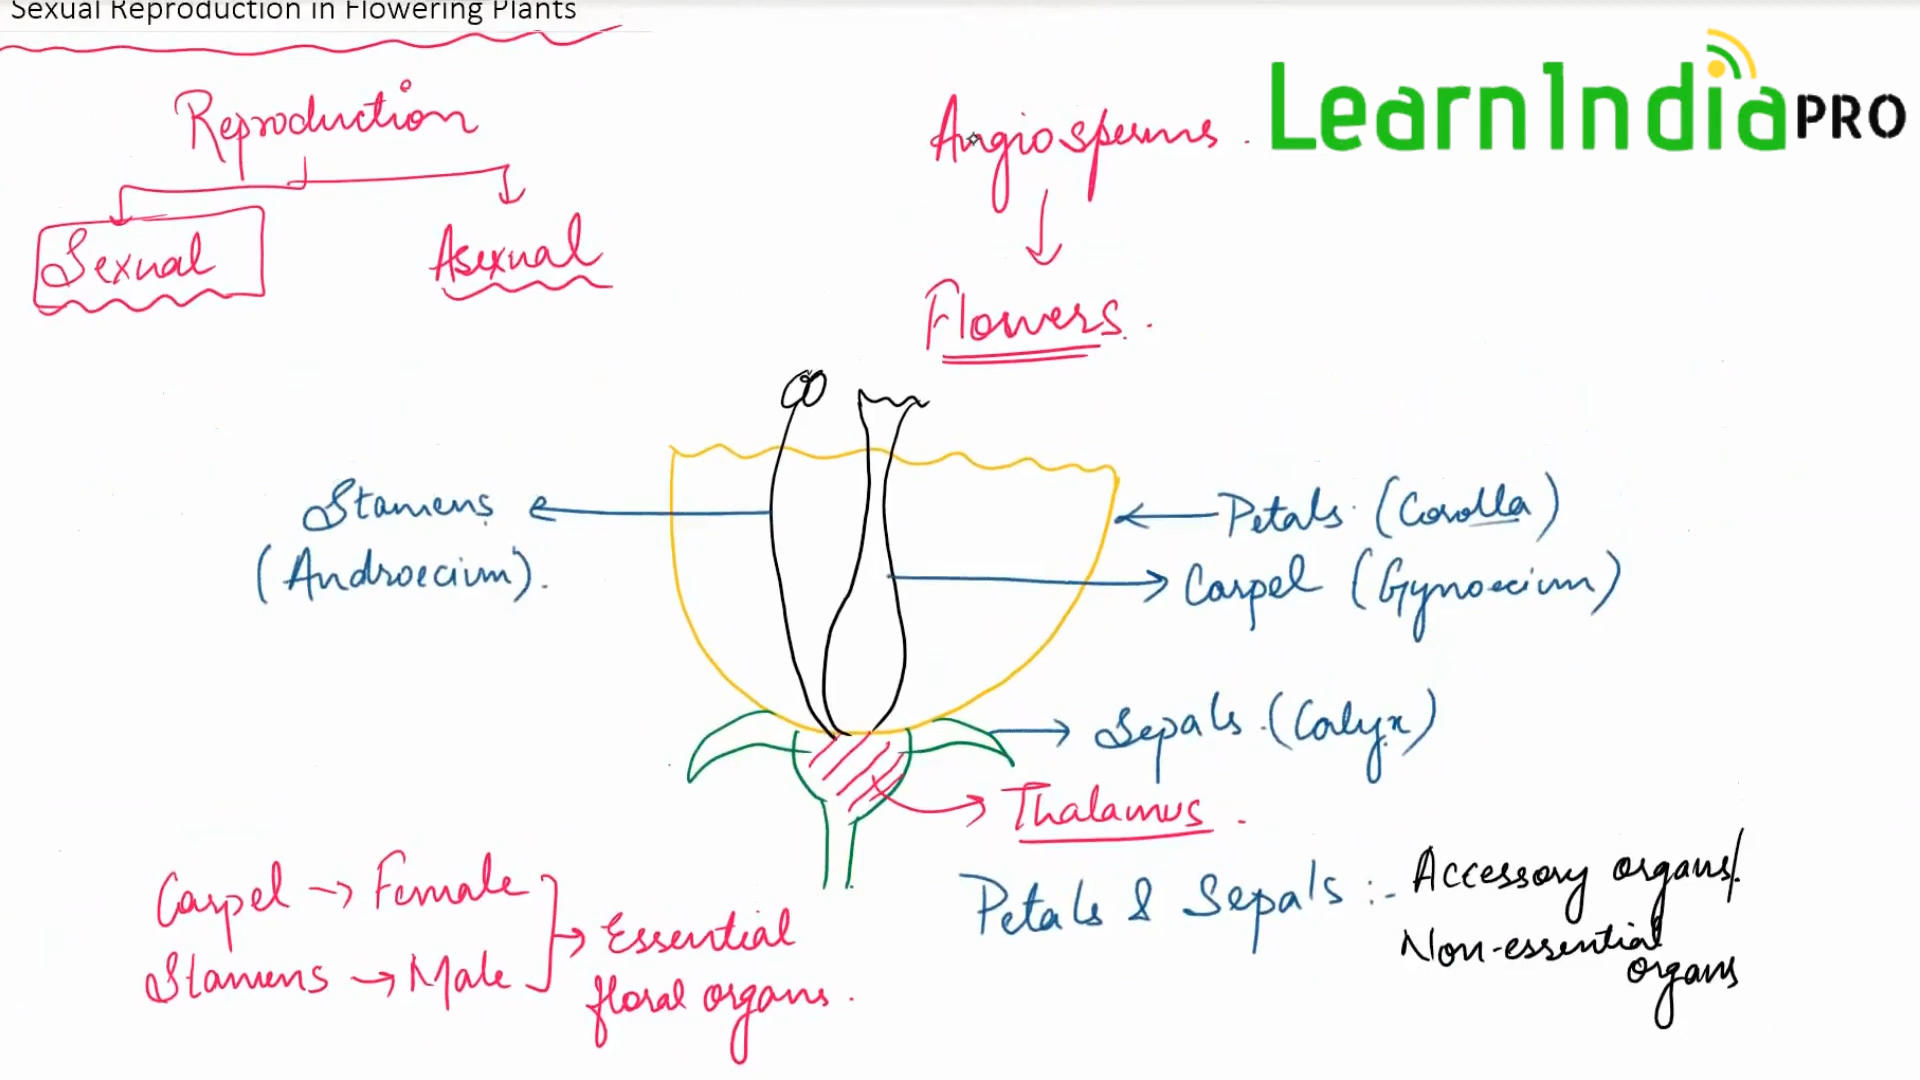 Sexual Reproduction in Flowering Plants
LearnIndia PRO
Reproduction
Angiosperms.
Sexual
Asexual
Flowers.
Stamens
(Androecium).
Petals (Corolla)
Carpel (Gynoecium)
Sepals (Calyx)
Thalamus.
Carpel → Female
Stamens → Male
Essential
floral organs.
Petals & Sepals :- Accessory organs/
Non-essential
organs